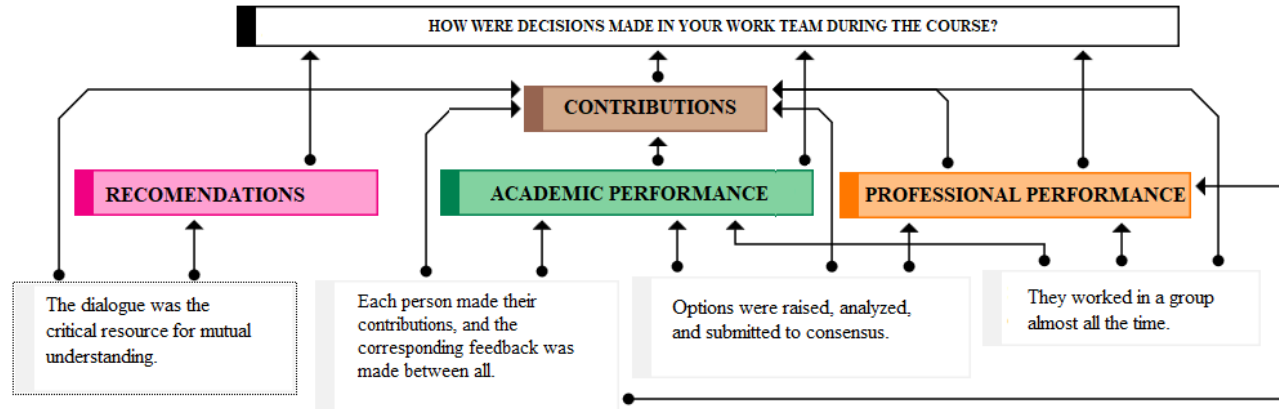 HOW WERE DECISIONS MADE IN YOUR WORK TEAM DURING THE COURSE?
CONTRIBUTIONS
RECOMENDATIONS
ACADEMIC PERFORMANCE
PROFESSIONAL PERFORMANCE
The dialogue was the
critical resource for mutual
understanding.
Each person made their
contributions, and the
corresponding feedback was
made between all.
Options were raised, analyzed,
and submitted to consensus.
They worked in a group
almost all the time.